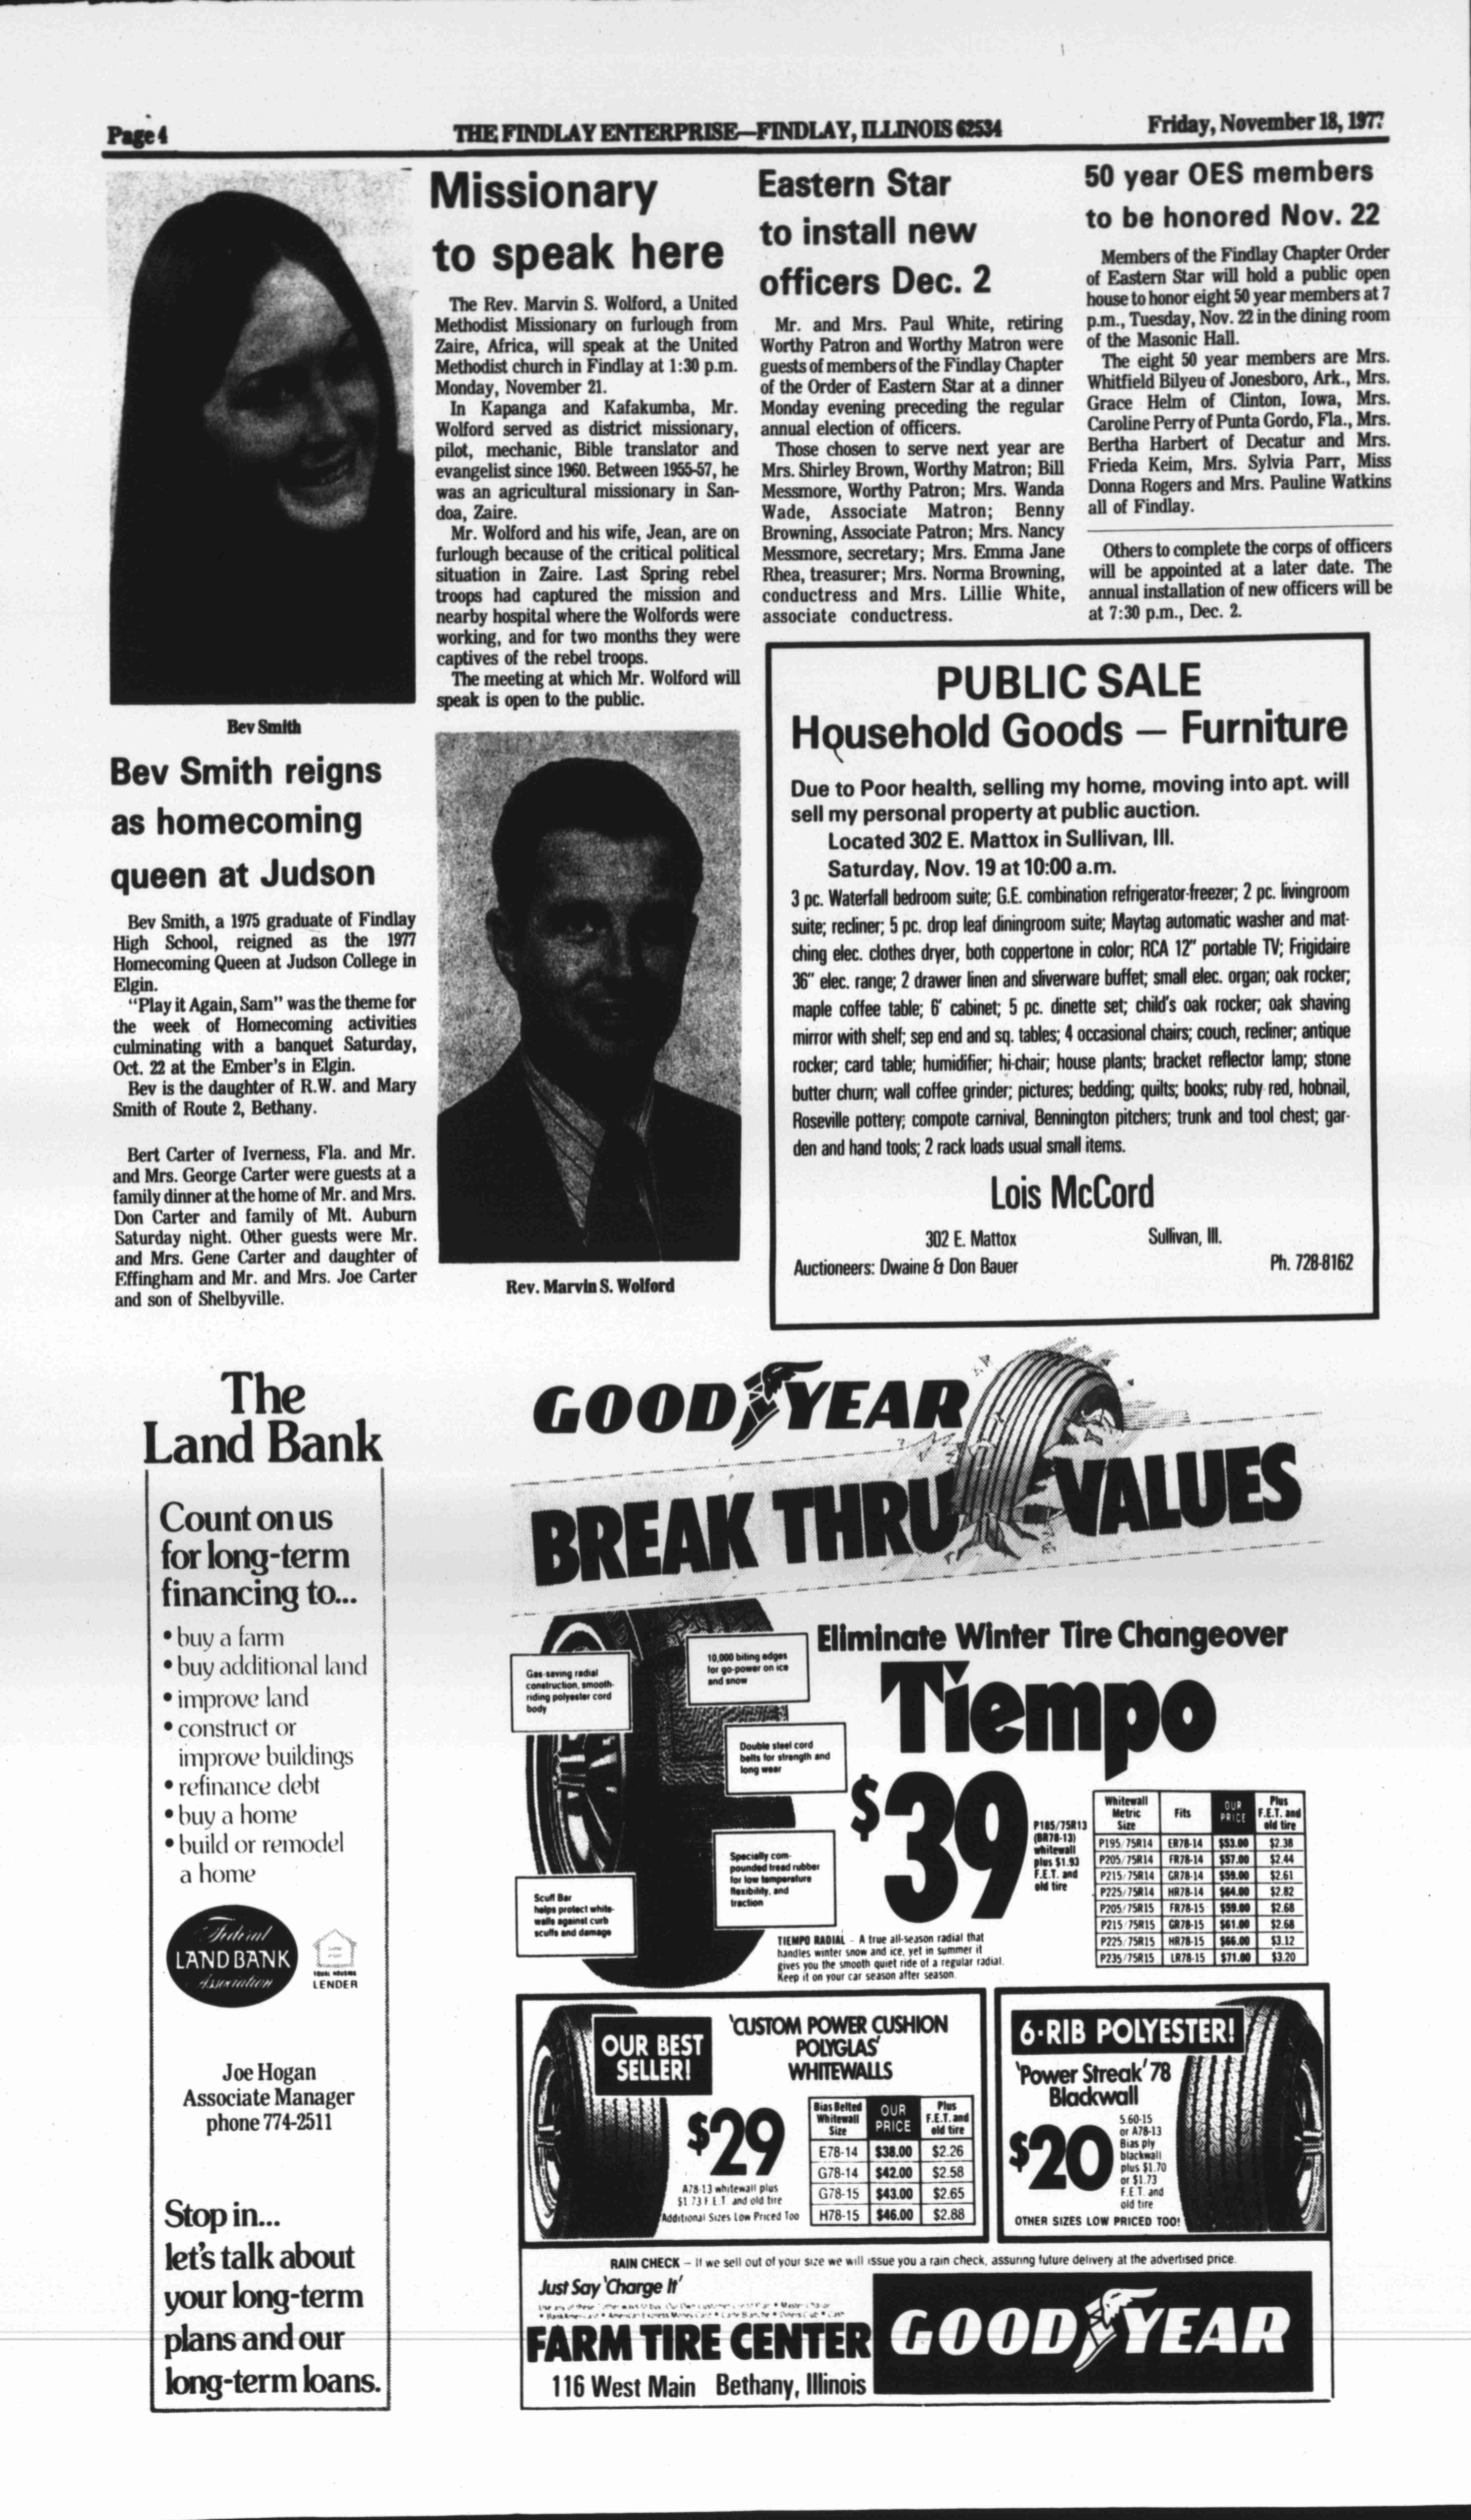 Page 4
THE FINDLAY ENTERPRISE—FINDLAY, ILLINOIS 62534
Friday, November 18, 1977
Bev Smith
Bev Smith reigns
as homecoming
queen at Judson
Bev Smith, a 1975 graduate of Findlay
High School, reigned as the 1977
Homecoming Queen at Judson College in
Elgin.
"Play it Again, Sam" was the theme for
the week of Homecoming activities
culminating with a banquet Saturday,
Oct. 22 at the Ember's in Elgin.
Bev is the daughter of R.W. and Mary
Smith of Route 2, Bethany.
Bert Carter of Iverness, Fla. and Mr.
and Mrs. George Carter were guests at a
family dinner at the home of Mr. and Mrs.
Don Carter and family of Mt. Auburn
Saturday night. Other guests were Mr.
and Mrs. Gene Carter and daughter of
Effingham and Mr. and Mrs. Joe Carter
and son of Shelbyville.
Missionary
to speak here
The Rev. Marvin S. Wolford, a United
Methodist Missionary on furlough from
Zaire, Africa, will speak at the United
Methodist church in Findlay at 1:30 p.m.
Monday, November 21.
In Kapanga and Kafakumba, Mr.
Wolford served as district missionary,
pilot, mechanic, Bible translator and
evangelist since 1960. Between 1955-57, he
was an agricultural missionary in San-
doa, Zaire.
Mr. Wolford and his wife, Jean, are on
furlough because of the critical political
situation in Zaire. Last Spring rebel
troops had captured the mission and
nearby hospital where the Wolfords were
working, and for two months they were
captives of the rebel troops.
The meeting at which Mr. Wolford will
speak is open to the public.
Rev. Marvin S. Wolford
Eastern Star
to install new
officers Dec. 2
Mr. and Mrs. Paul White, retiring
Worthy Patron and Worthy Matron were
guests of members of the Findlay Chapter
of the Order of Eastern Star at a dinner
Monday evening preceding the regular
annual election of officers.
Those chosen to serve next year are
Mrs. Shirley Brown, Worthy Matron; Bill
Messmore, Worthy Patron; Mrs. Wanda
Wade, Associate Matron; Benny
Browning, Associate Patron; Mrs. Nancy
Messmore, secretary; Mrs. Emma Jane
Rhea, treasurer; Mrs. Norma Browning,
conductress and Mrs. Lillie White,
associate conductress.
50 year OES members
to be honored Nov. 22
Members of the Findlay Chapter Order
of Eastern Star will hold a public open
house to honor eight 50 year members at 7
p.m., Tuesday, Nov. 22 in the dining room
of the Masonic Hall.
The eight 50 year members are Mrs.
Whitfield Bilyeu of Jonesboro, Ark., Mrs.
Grace Helm of Clinton, Iowa, Mrs.
Caroline Perry of Punta Gordo, Fla., Mrs.
Bertha Harbert of Decatur and Mrs.
Frieda Keim, Mrs. Sylvia Parr, Miss
Donna Rogers and Mrs. Pauline Watkins
all of Findlay.
Others to complete the corps of officers
will be appointed at a later date. The
annual installation of new officers will be
at 7:30 p.m., Dec. 2.
PUBLIC SALE
Household Goods — Furniture
Due to Poor health, selling my home, moving into apt. will
sell my personal property at public auction.
Located 302 E. Mattox in Sullivan, Ill.
Saturday, Nov. 19 at 10:00 a.m.
3 pc. Waterfall bedroom suite; G.E. combination refrigerator-freezer; 2 pc. livingroom
suite; recliner; 5 pc. drop leaf diningroom suite; Maytag automatic washer and mat-
ching elec. clothes dryer, both coppertone in color; RCA 12" portable TV; Frigidaire
36" elec. range; 2 drawer linen and sliverware buffet; small elec. organ; oak rocker;
maple coffee table; 6' cabinet; 5 pc. dinette set; child's oak rocker; oak shaving
mirror with shelf; sep end and sq. tables; 4 occasional chairs; couch, recliner; antique
rocker; card table; humidifier; hi-chair; house plants; bracket reflector lamp; stone
butter churn; wall coffee grinder; pictures; bedding; quilts; books; ruby red, hobnail,
Roseville pottery; compote carnival, Bennington pitchers; trunk and tool chest; gar-
den and hand tools; 2 rack loads usual small items.
Lois McCord
302 E. Mattox Sullivan, Ill.
Auctioneers: Dwaine & Don Bauer Ph. 728-8162
The
Land Bank
Count on us
for long-term
financing to...
• buy a farm
• buy additional land
• improve land
• construct or
improve buildings
• refinance debt
• buy a home
• build or remodel
a home
Federal
LAND BANK
Association
EQUAL HOUSING
LENDER
Joe Hogan
Associate Manager
phone 774-2511
Stop in...
let's talk about
your long-term
plans and our
long-term loans.
GOODYEAR
BREAK THRU VALUES
Eliminate Winter Tire Changeover
Tiempo
Gas-saving radial
construction, smooth-
riding polyester cord
body
10,000 biting edges
for go-power on ice
and snow
Double steel cord
belts for strength and
long wear
Specially com-
pounded tread rubber
for low temperature
flexibility, and
traction
Scuff Bar
helps protect white-
walls against curb
scuffs and damage
$39
P185/75R13
(BR78-13)
whitewall
plus $1.93
F.E.T. and
old tire
Whitewall Metric Size Fits OUR PRICE Plus F.E.T. and old tire
P195/75R14 ER78-14 $53.00 $2.38
P205/75R14 FR78-14 $57.00 $2.44
P215/75R14 GR78-14 $59.00 $2.61
P225/75R14 HR78-14 $64.00 $2.82
P205/75R15 FR78-15 $59.00 $2.68
P215/75R15 GR78-15 $61.00 $2.68
P225/75R15 HR78-15 $66.00 $3.12
P235/75R15 LR78-15 $71.00 $3.20
TIEMPO RADIAL - A true all-season radial that
handles winter snow and ice, yet in summer it
gives you the smooth quiet ride of a regular radial.
Keep it on your car season after season.
OUR BEST
SELLER!
'CUSTOM POWER CUSHION
POLYGLAS'
WHITEWALLS
$29
A78-13 whitewall plus
$1.73 F.E.T. and old tire
Additional Sizes Low Priced Too
Bias Belted Whitewall Size OUR PRICE Plus F.E.T. and old tire
E78-14 $38.00 $2.26
G78-14 $42.00 $2.58
G78-15 $43.00 $2.65
H78-15 $46.00 $2.88
6-RIB POLYESTER!
'Power Streak' 78
Blackwall
$20
5.60-15
or A78-13
Bias ply
blackwall
plus $1.70
or $1.73
F.E.T. and
old tire
OTHER SIZES LOW PRICED TOO!
RAIN CHECK – If we sell out of your size we will issue you a rain check, assuring future delivery at the advertised price.
Just Say 'Charge It'
FARM TIRE CENTER
116 West Main Bethany, Illinois
GOODYEAR